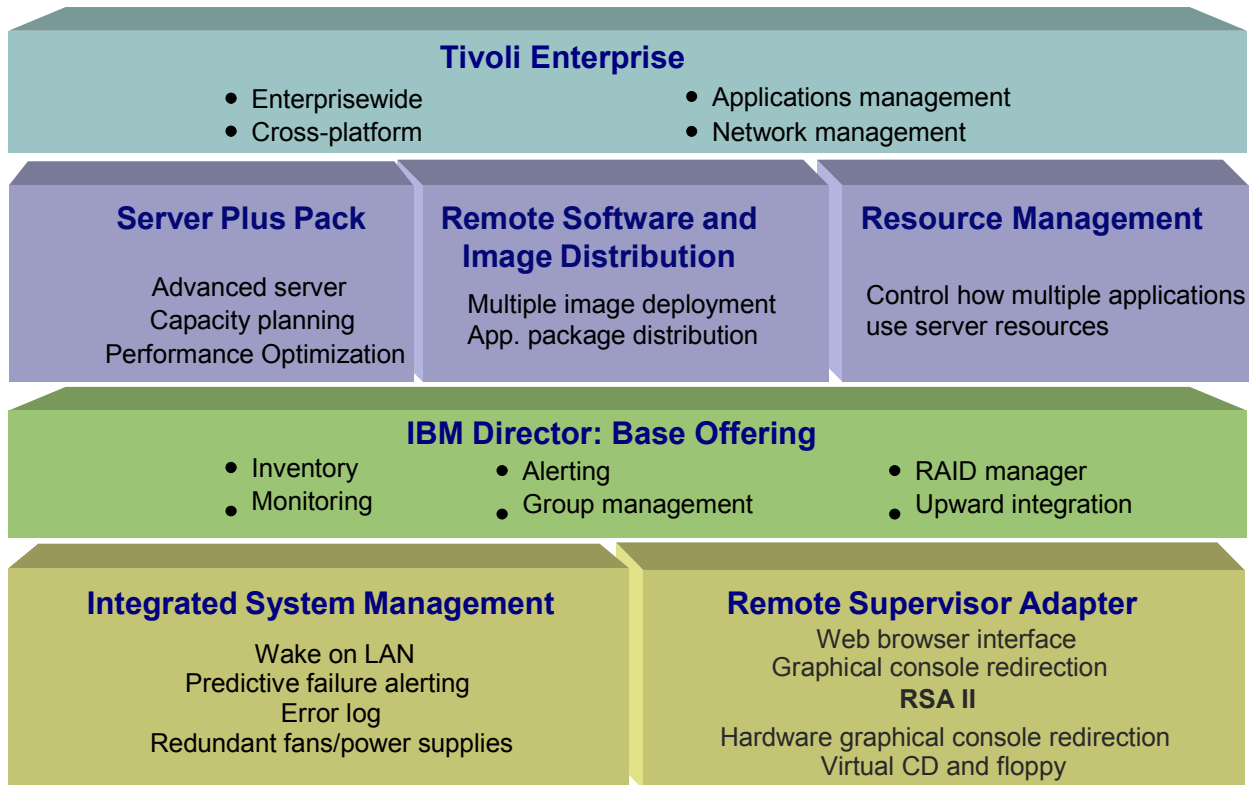 Tivoli Enterprise
• Enterprisewide
• Cross-platform
• Applications management
• Network management
Server Plus Pack
Advanced server
Capacity planning
Performance Optimization
Remote Software and
Image Distribution
Multiple image deployment
App. package distribution
Resource Management
Control how multiple applications
use server resources
IBM Director: Base Offering
• Inventory
• Monitoring
• Alerting
• Group management
• RAID manager
• Upward integration
Integrated System Management
Wake on LAN
Predictive failure alerting
Error log
Redundant fans/power supplies
Remote Supervisor Adapter
Web browser interface
Graphical console redirection
RSA II
Hardware graphical console redirection
Virtual CD and floppy